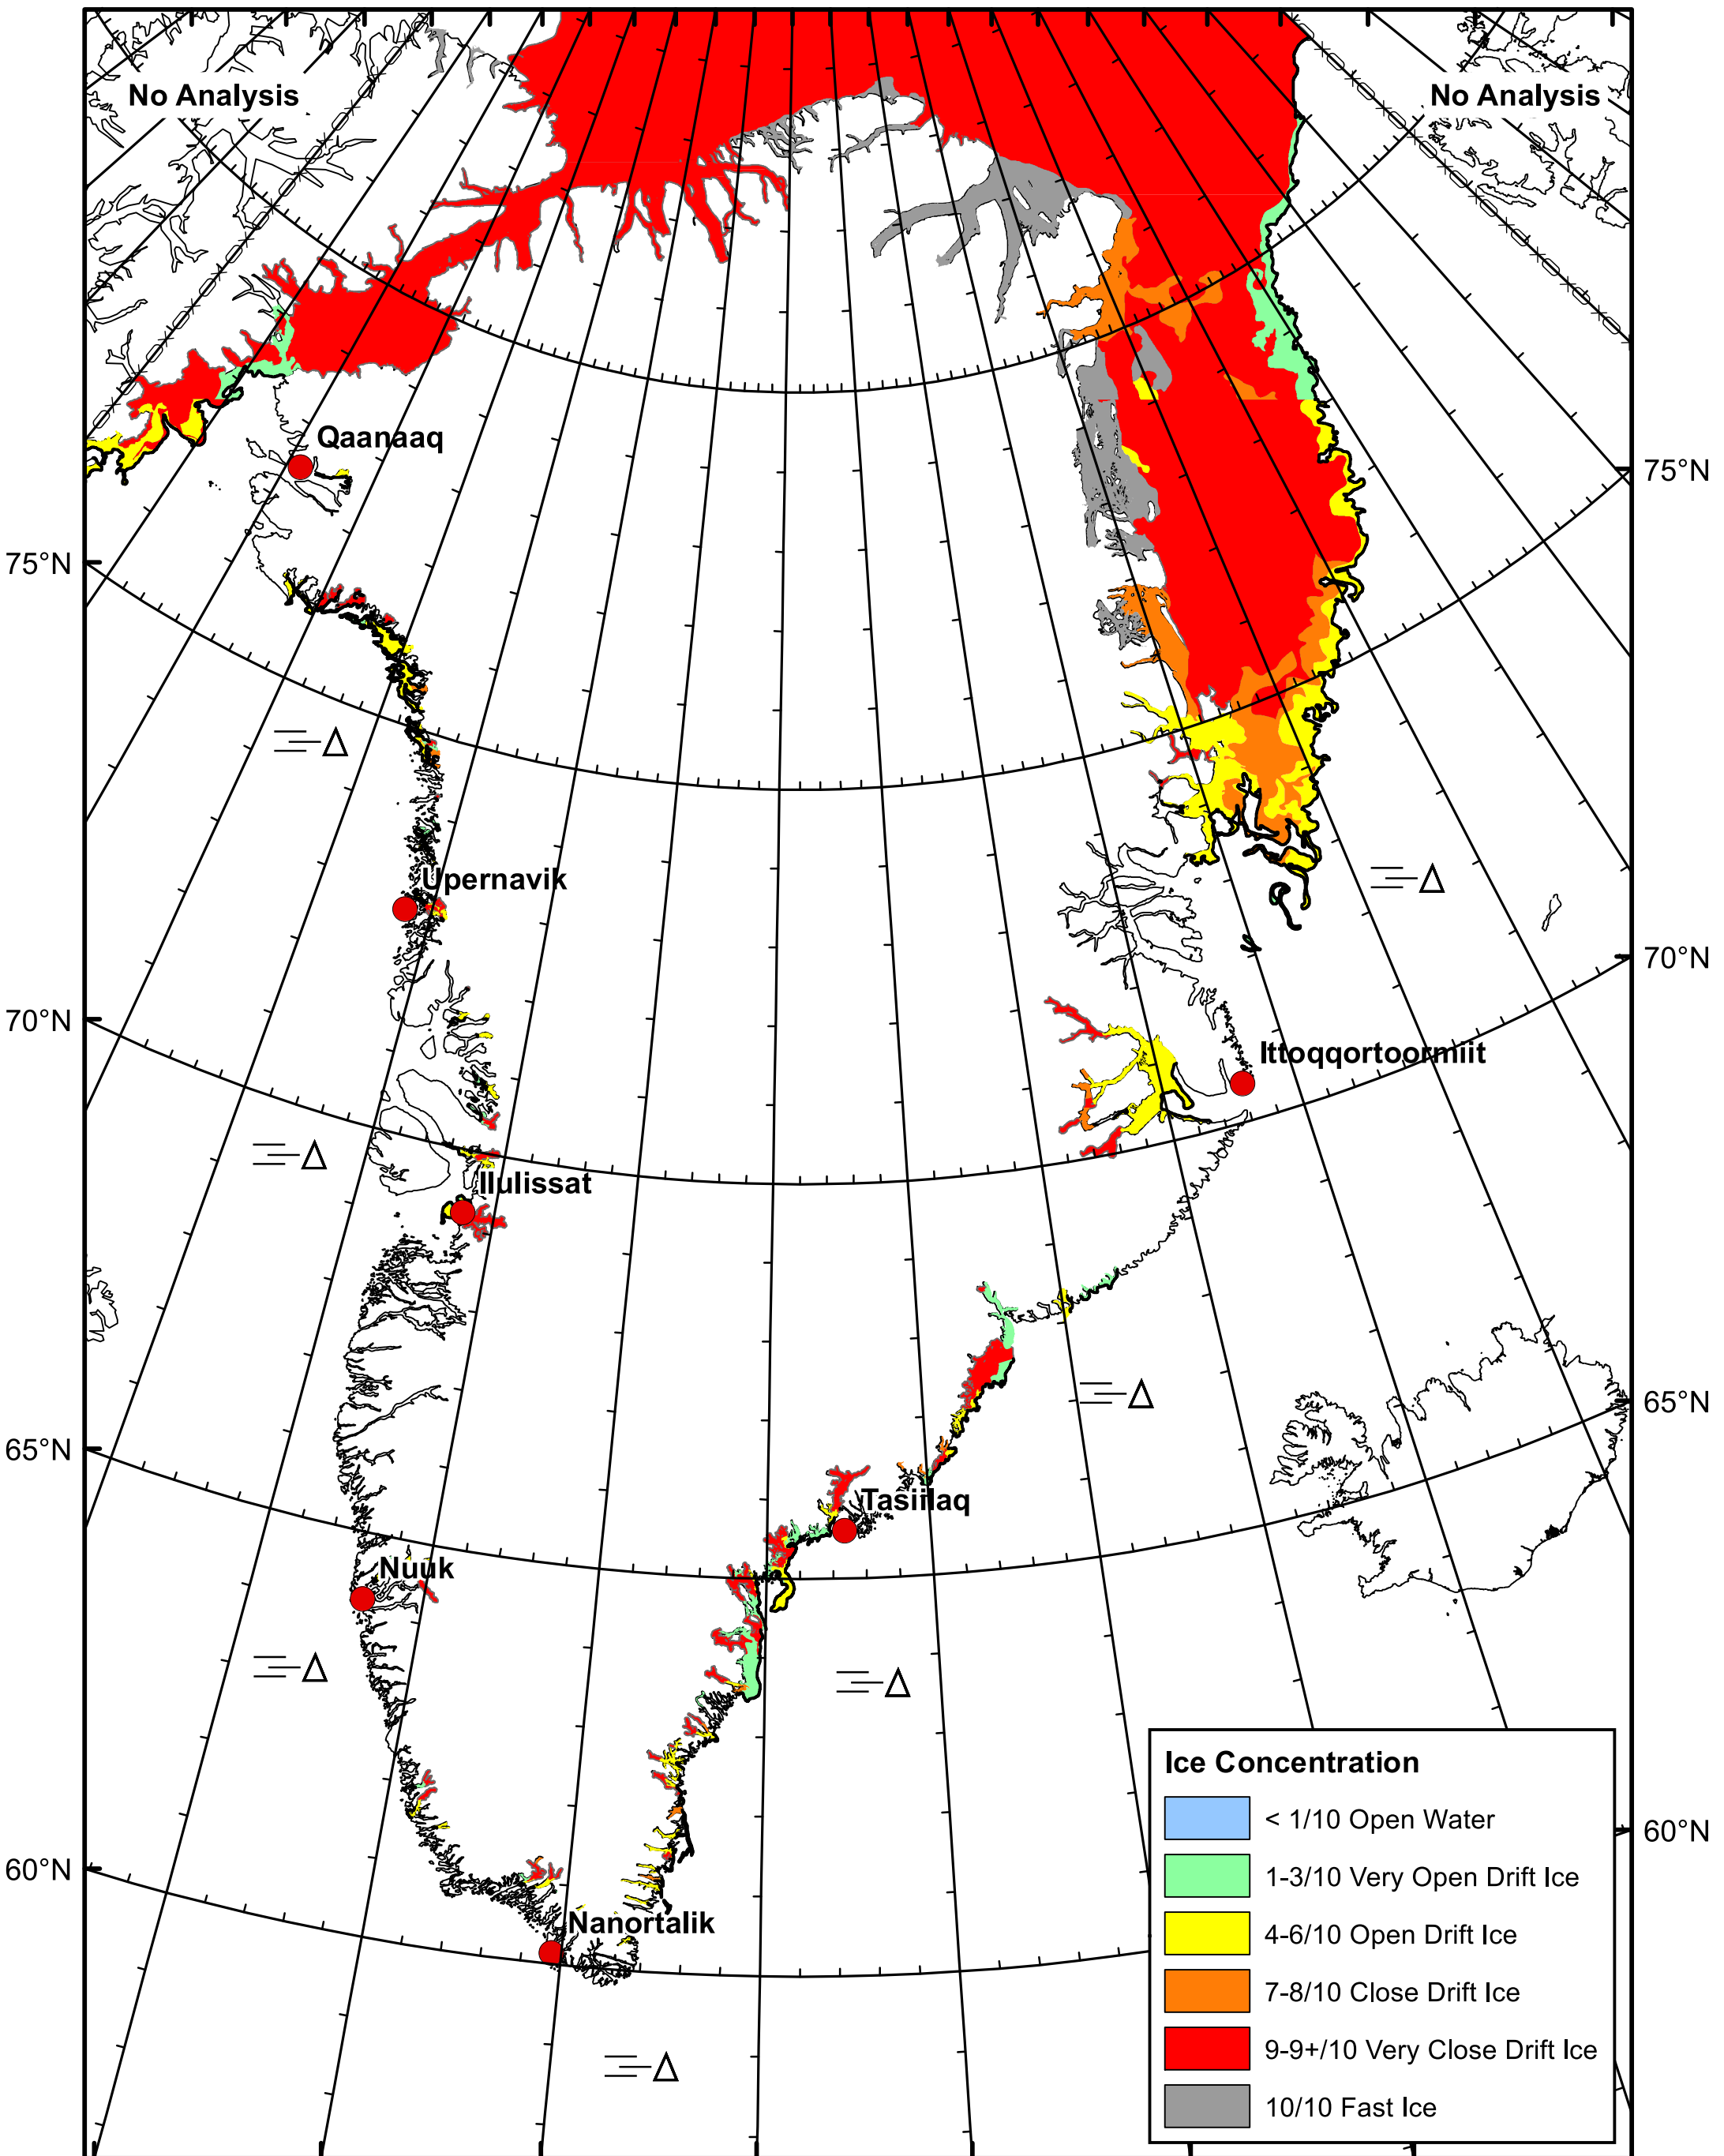 No Analysis
No Analysis
Qaanaaq
75°N
75°N
Upernavik
70°N
70°N
Ittoqqortoormiit
Ilulissat
65°N
65°N
Tasiilaq
Nuuk
60°N
60°N
Nanortalik
Ice Concentration
< 1/10 Open Water
1-3/10 Very Open Drift Ice
4-6/10 Open Drift Ice
7-8/10 Close Drift Ice
9-9+/10 Very Close Drift Ice
10/10 Fast Ice